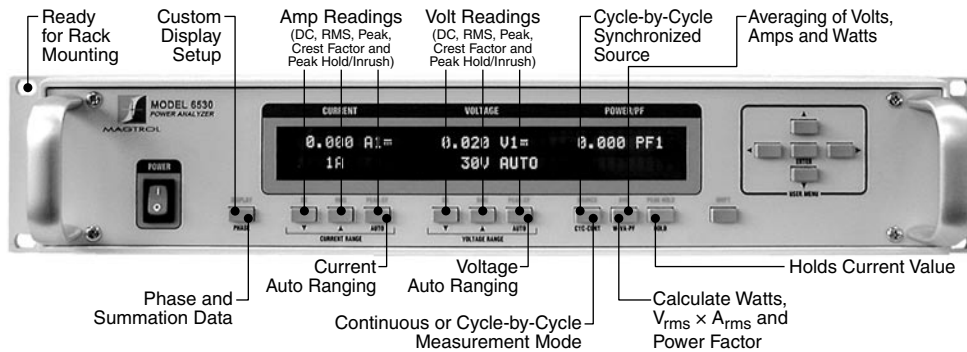 Ready
for Rack
Mounting
Custom
Display
Setup
Amp Readings
(DC, RMS, Peak,
Crest Factor and
Peak Hold/Inrush)
Volt Readings
(DC, RMS, Peak,
Crest Factor and
Peak Hold/Inrush)
Cycle-by-Cycle
Synchronized
Source
Averaging of Volts,
Amps and Watts
MODEL 6530
POWER ANALYZER
MAGTROL
CURRENT
VOLTAGE
POWER/PF
0.000 A1=
0.020 V1=
0.000 PF1
1A
30V AUTO
POWER
ENTER
USER MENU
DISPLAY
PEAK HOLD
SHIFT
PHASE
AUTO
AUTO
CYC-CONT
W-VA-PF
HOLD
CURRENT RANGE
VOLTAGE RANGE
Phase and
Summation Data
Current
Auto Ranging
Voltage
Auto Ranging
Continuous or Cycle-by-Cycle
Measurement Mode
Calculate Watts,
Vrms × Arms and
Power Factor
Holds Current Value